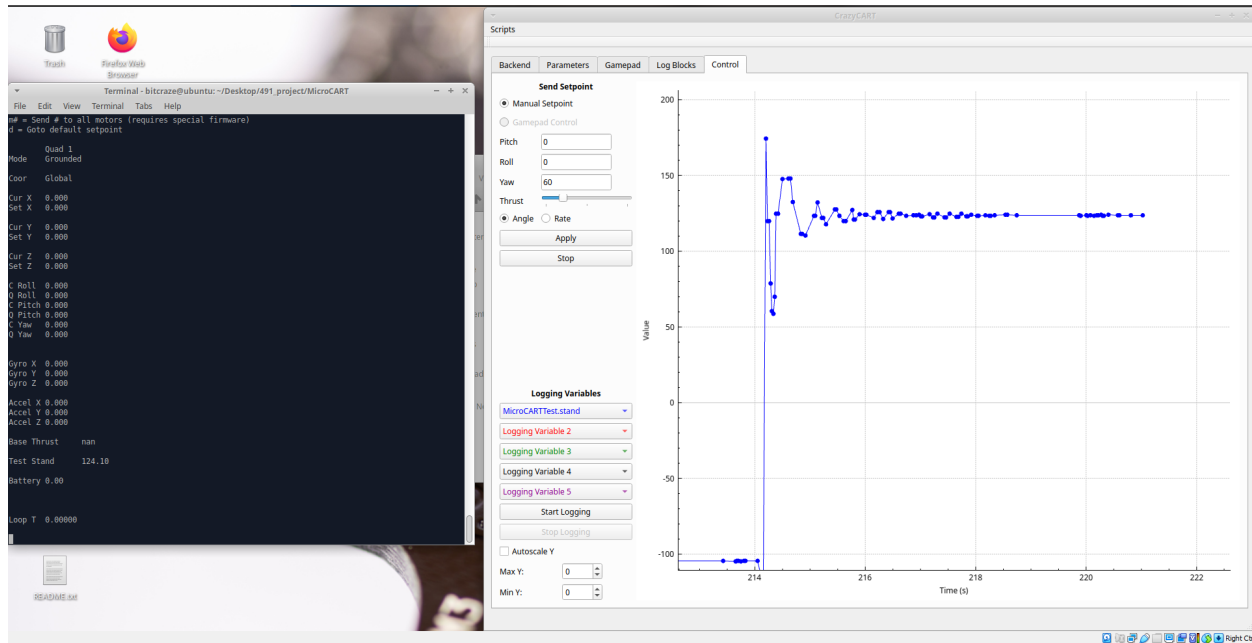 Trash
Firefox Web
Browser
Terminal - bitcraze@ubuntu: ~/Desktop/491_project/MicroCART
File Edit View Terminal Tabs Help
m# = Send # to all motors (requires special firmware)
d = Goto default setpoint
Quad 1
Mode Grounded
Coor Global
Cur X 0.000
Set X 0.000
Cur Y 0.000
Set Y 0.000
Cur Z 0.000
Set Z 0.000
C Roll 0.000
Q Roll 0.000
C Pitch 0.000
Q Pitch 0.000
C Yaw 0.000
Q Yaw 0.000
Gyro X 0.000
Gyro Y 0.000
Gyro Z 0.000
Accel X 0.000
Accel Y 0.000
Accel Z 0.000
Base Thrust nan
Test Stand 124.10
Battery 0.00
Loop T 0.00000
README.txt
CrazyCART
Scripts
Backend Parameters Gamepad Log Blocks Control
Send Setpoint
Manual Setpoint
Gamepad Control
Pitch 0
Roll 0
Yaw 60
Thrust
Angle Rate
Apply
Stop
Logging Variables
MicroCARTTest.stand
Logging Variable 2
Logging Variable 3
Logging Variable 4
Logging Variable 5
Start Logging
Stop Logging
Autoscale Y
Max Y: 0
Min Y: 0
200
150
100
50
0
-50
-100
Value
214 216 218 220 222
Time (s)